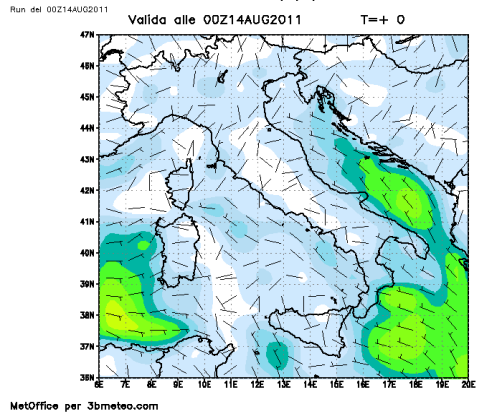 Run del 00Z14AUG2011
Valida alle 00Z14AUG2011 T=+ 0
47N
46N
45N
44N
43N
42N
41N
40N
39N
38N
37N
36N
6E 7E 8E 9E 10E 11E 12E 13E 14E 15E 16E 17E 18E 19E 20E
MetOffice per 3bmeteo.com